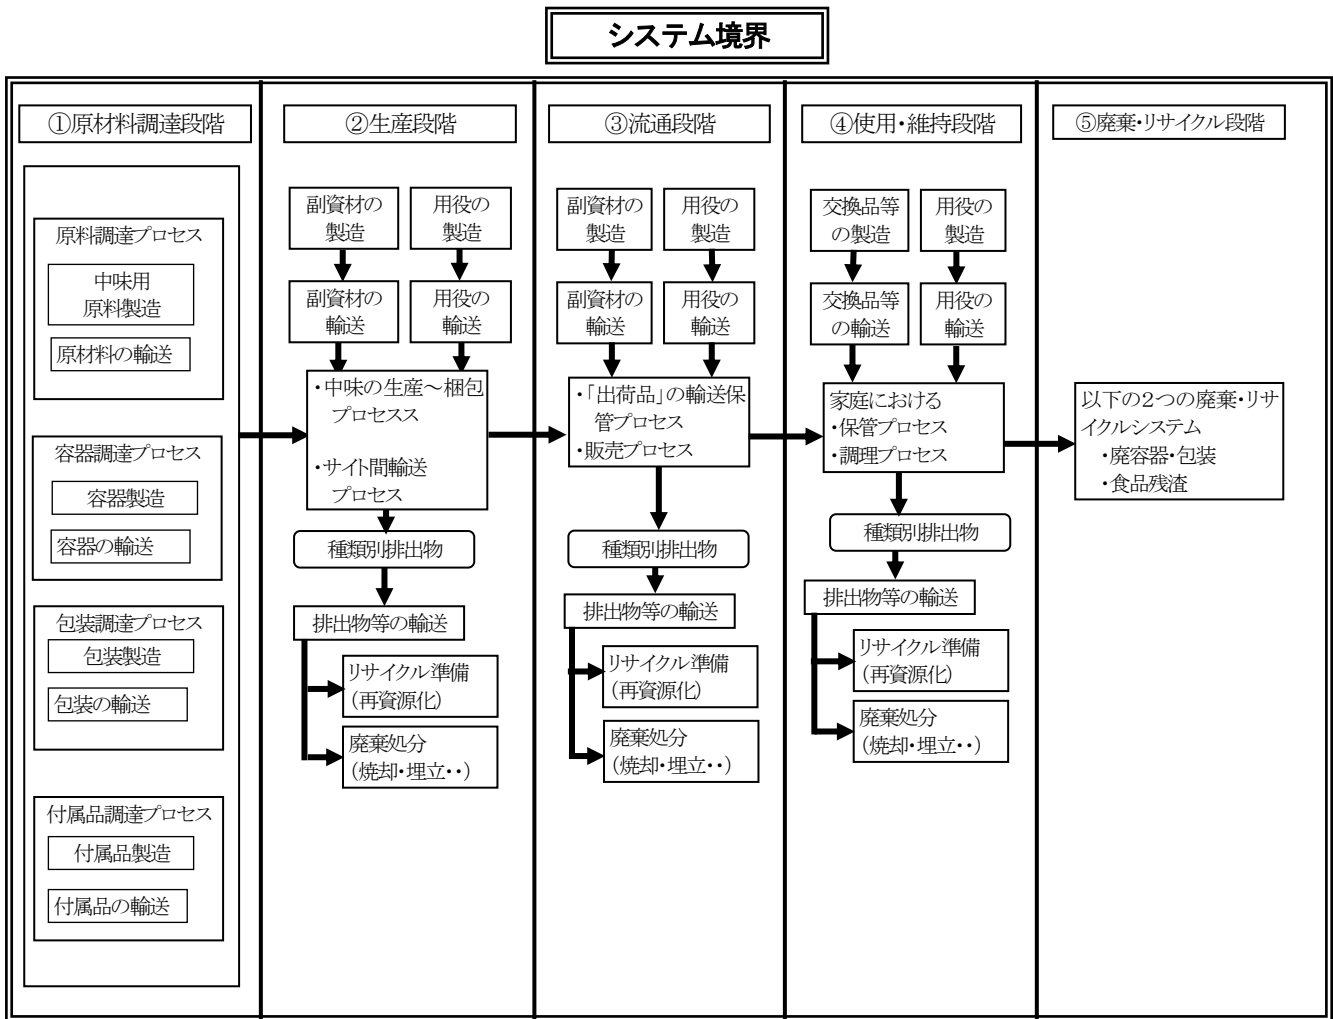 システム境界
①原材料調達段階
原料調達プロセス
中味用
原料製造
原材料の輸送
容器調達プロセス
容器製造
容器の輸送
包装調達プロセス
包装製造
包装の輸送
付属品調達プロセス
付属品製造
付属品の輸送
②生産段階
副資材の
製造
用役の
製造
副資材の
輸送
用役の
輸送
・中味の生産～梱包
プロセスス
・サイト間輸送
プロセス
種類別排出物
排出物等の輸送
リサイクル準備
(再資源化)
廃棄処分
(焼却・埋立・・)
③流通段階
副資材の
製造
用役の
製造
副資材の
輸送
用役の
輸送
・「出荷品」の輸送保
管プロセス
・販売プロセス
種類別排出物
排出物等の輸送
リサイクル準備
(再資源化)
廃棄処分
(焼却・埋立・・)
④使用・維持段階
交換品等
の製造
用役の
製造
交換品等
の輸送
用役の
輸送
家庭における
・保管プロセス
・調理プロセス
種類別排出物
排出物等の輸送
リサイクル準備
(再資源化)
廃棄処分
(焼却・埋立・・)
⑤廃棄・リサイクル段階
以下の2つの廃棄・リサ
イクルシステム
・廃容器・包装
・食品残渣